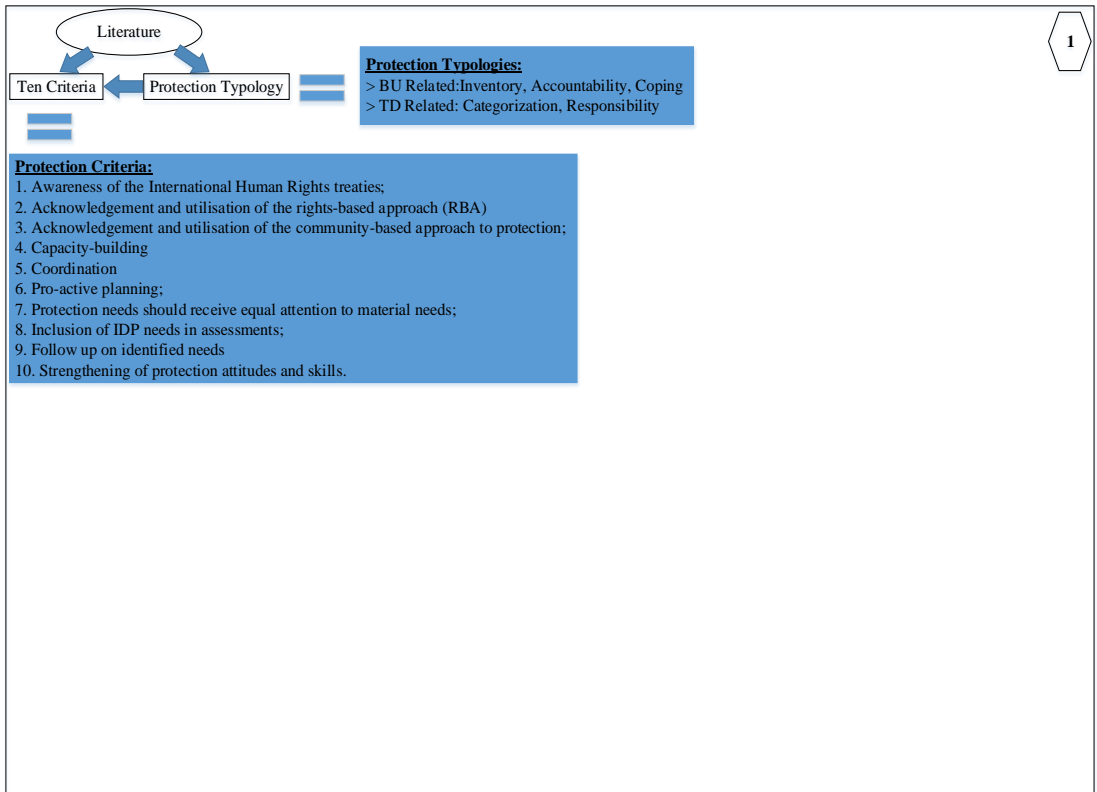 Literature
1
Ten Criteria
Protection Typology
Protection Typologies:
> BU Related:Inventory, Accountability, Coping
> TD Related: Categorization, Responsibility
Protection Criteria:
1. Awareness of the International Human Rights treaties;
2. Acknowledgement and utilisation of the rights-based approach (RBA)
3. Acknowledgement and utilisation of the community-based approach to protection;
4. Capacity-building
5. Coordination
6. Pro-active planning;
7. Protection needs should receive equal attention to material needs;
8. Inclusion of IDP needs in assessments;
9. Follow up on identified needs
10. Strengthening of protection attitudes and skills.